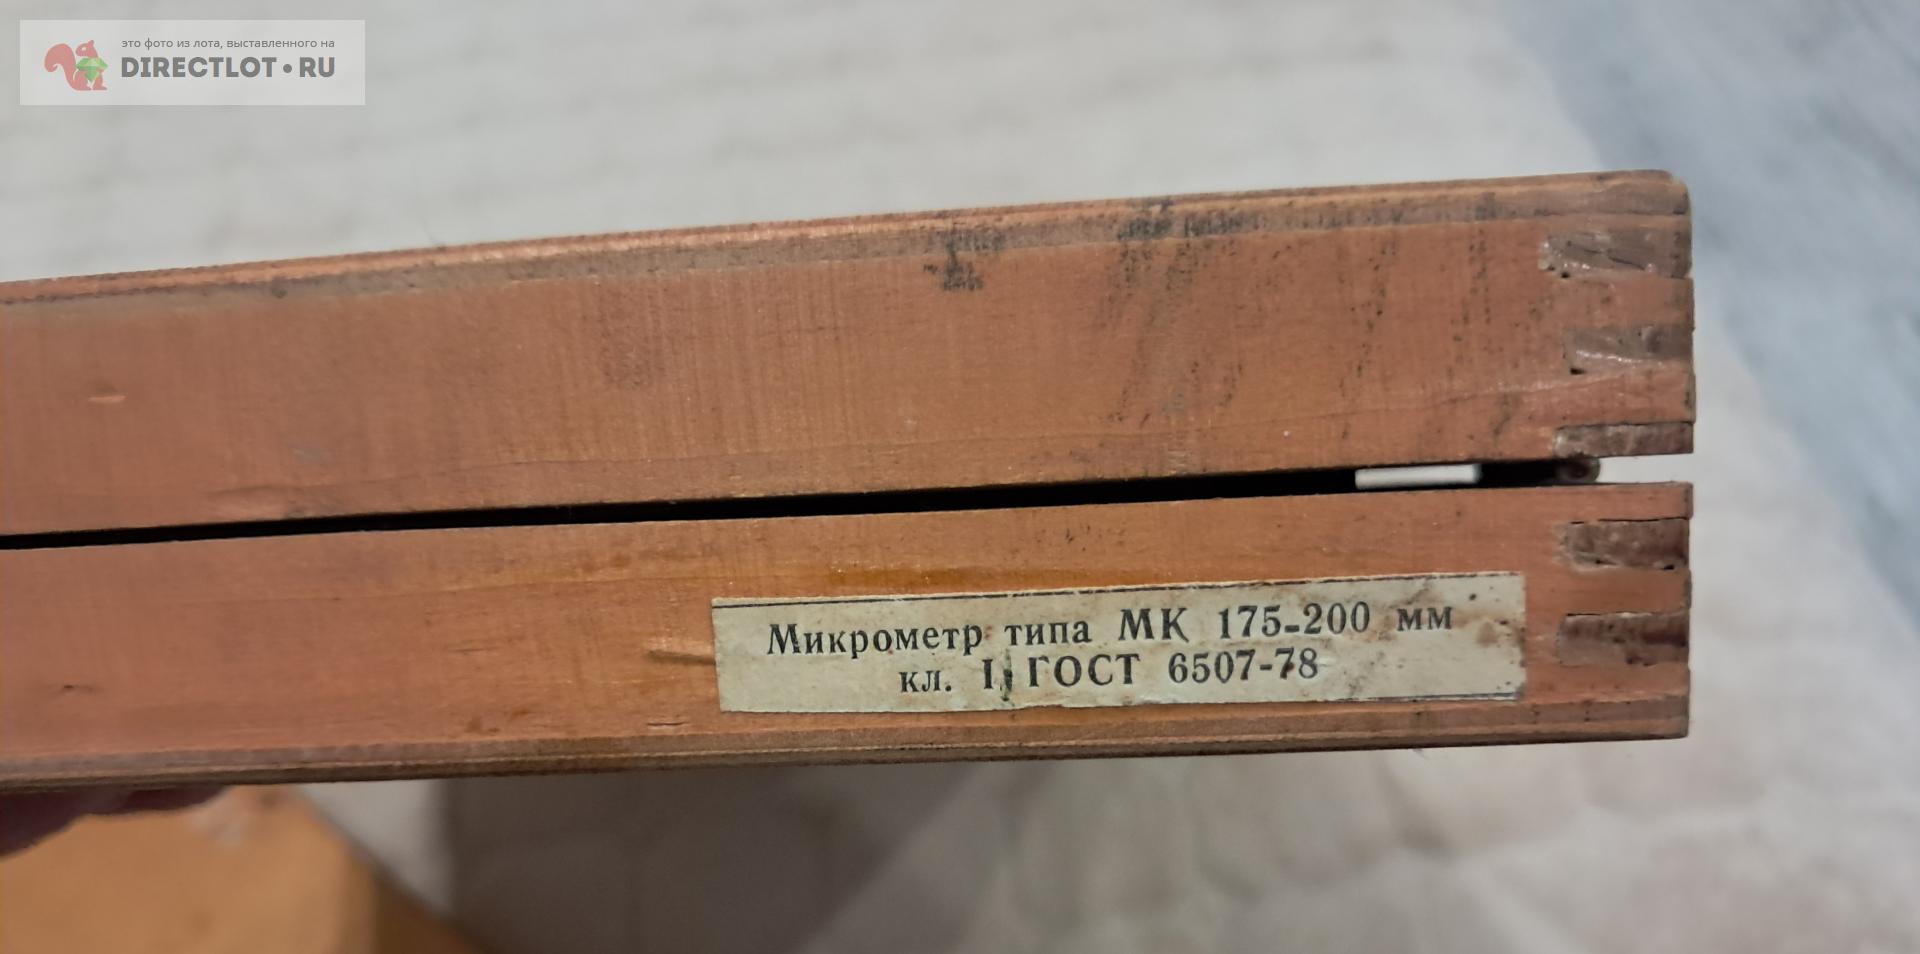 это фото из лота, выставленного на
DIRECTLOT•RU
Микрометр типа МК 175-200 мм
кл. I ГОСТ 6507-78